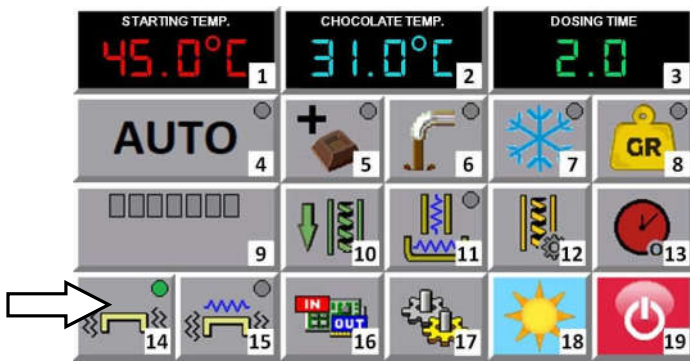 STARTING TEMP. CHOCOLATE TEMP. DOSING TIME
45.0°C 1 31.0°C 2 2.0 3
AUTO 4 5 6 7 GR 8
9 10 11 12 13
14 15 IN OUT 16 17 18 19